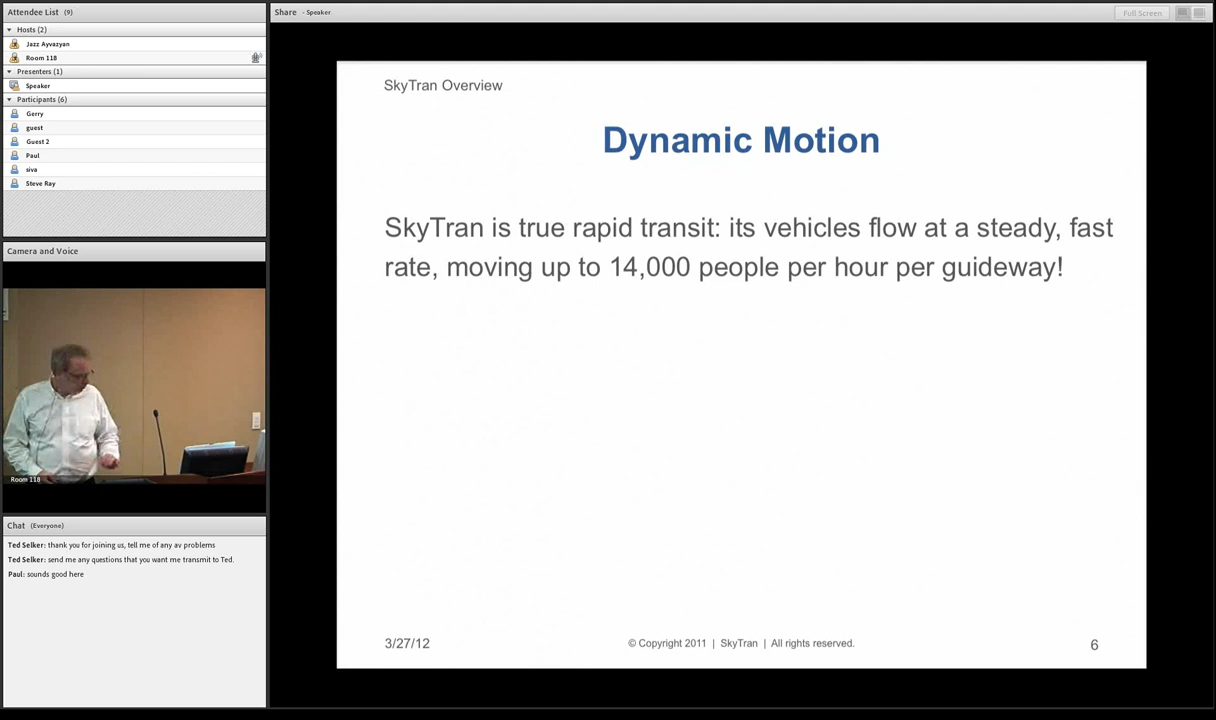 Attendee List (9)
Hosts (2)
Jazz Ayvazyan
Room 118
Presenters (1)
Speaker
Participants (6)
Gerry
guest
Guest 2
Paul
siva
Steve Ray
Camera and Voice
Room 118
Chat (Everyone)
Ted Selker: thank you for joining us, tell me of any av problems
Ted Selker: send me any questions that you want me transmit to Ted.
Paul: sounds good here
Share - Speaker
Full Screen
SkyTran Overview
Dynamic Motion
SkyTran is true rapid transit: its vehicles flow at a steady, fast
rate, moving up to 14,000 people per hour per guideway!
3/27/12
© Copyright 2011 | SkyTran | All rights reserved.
6